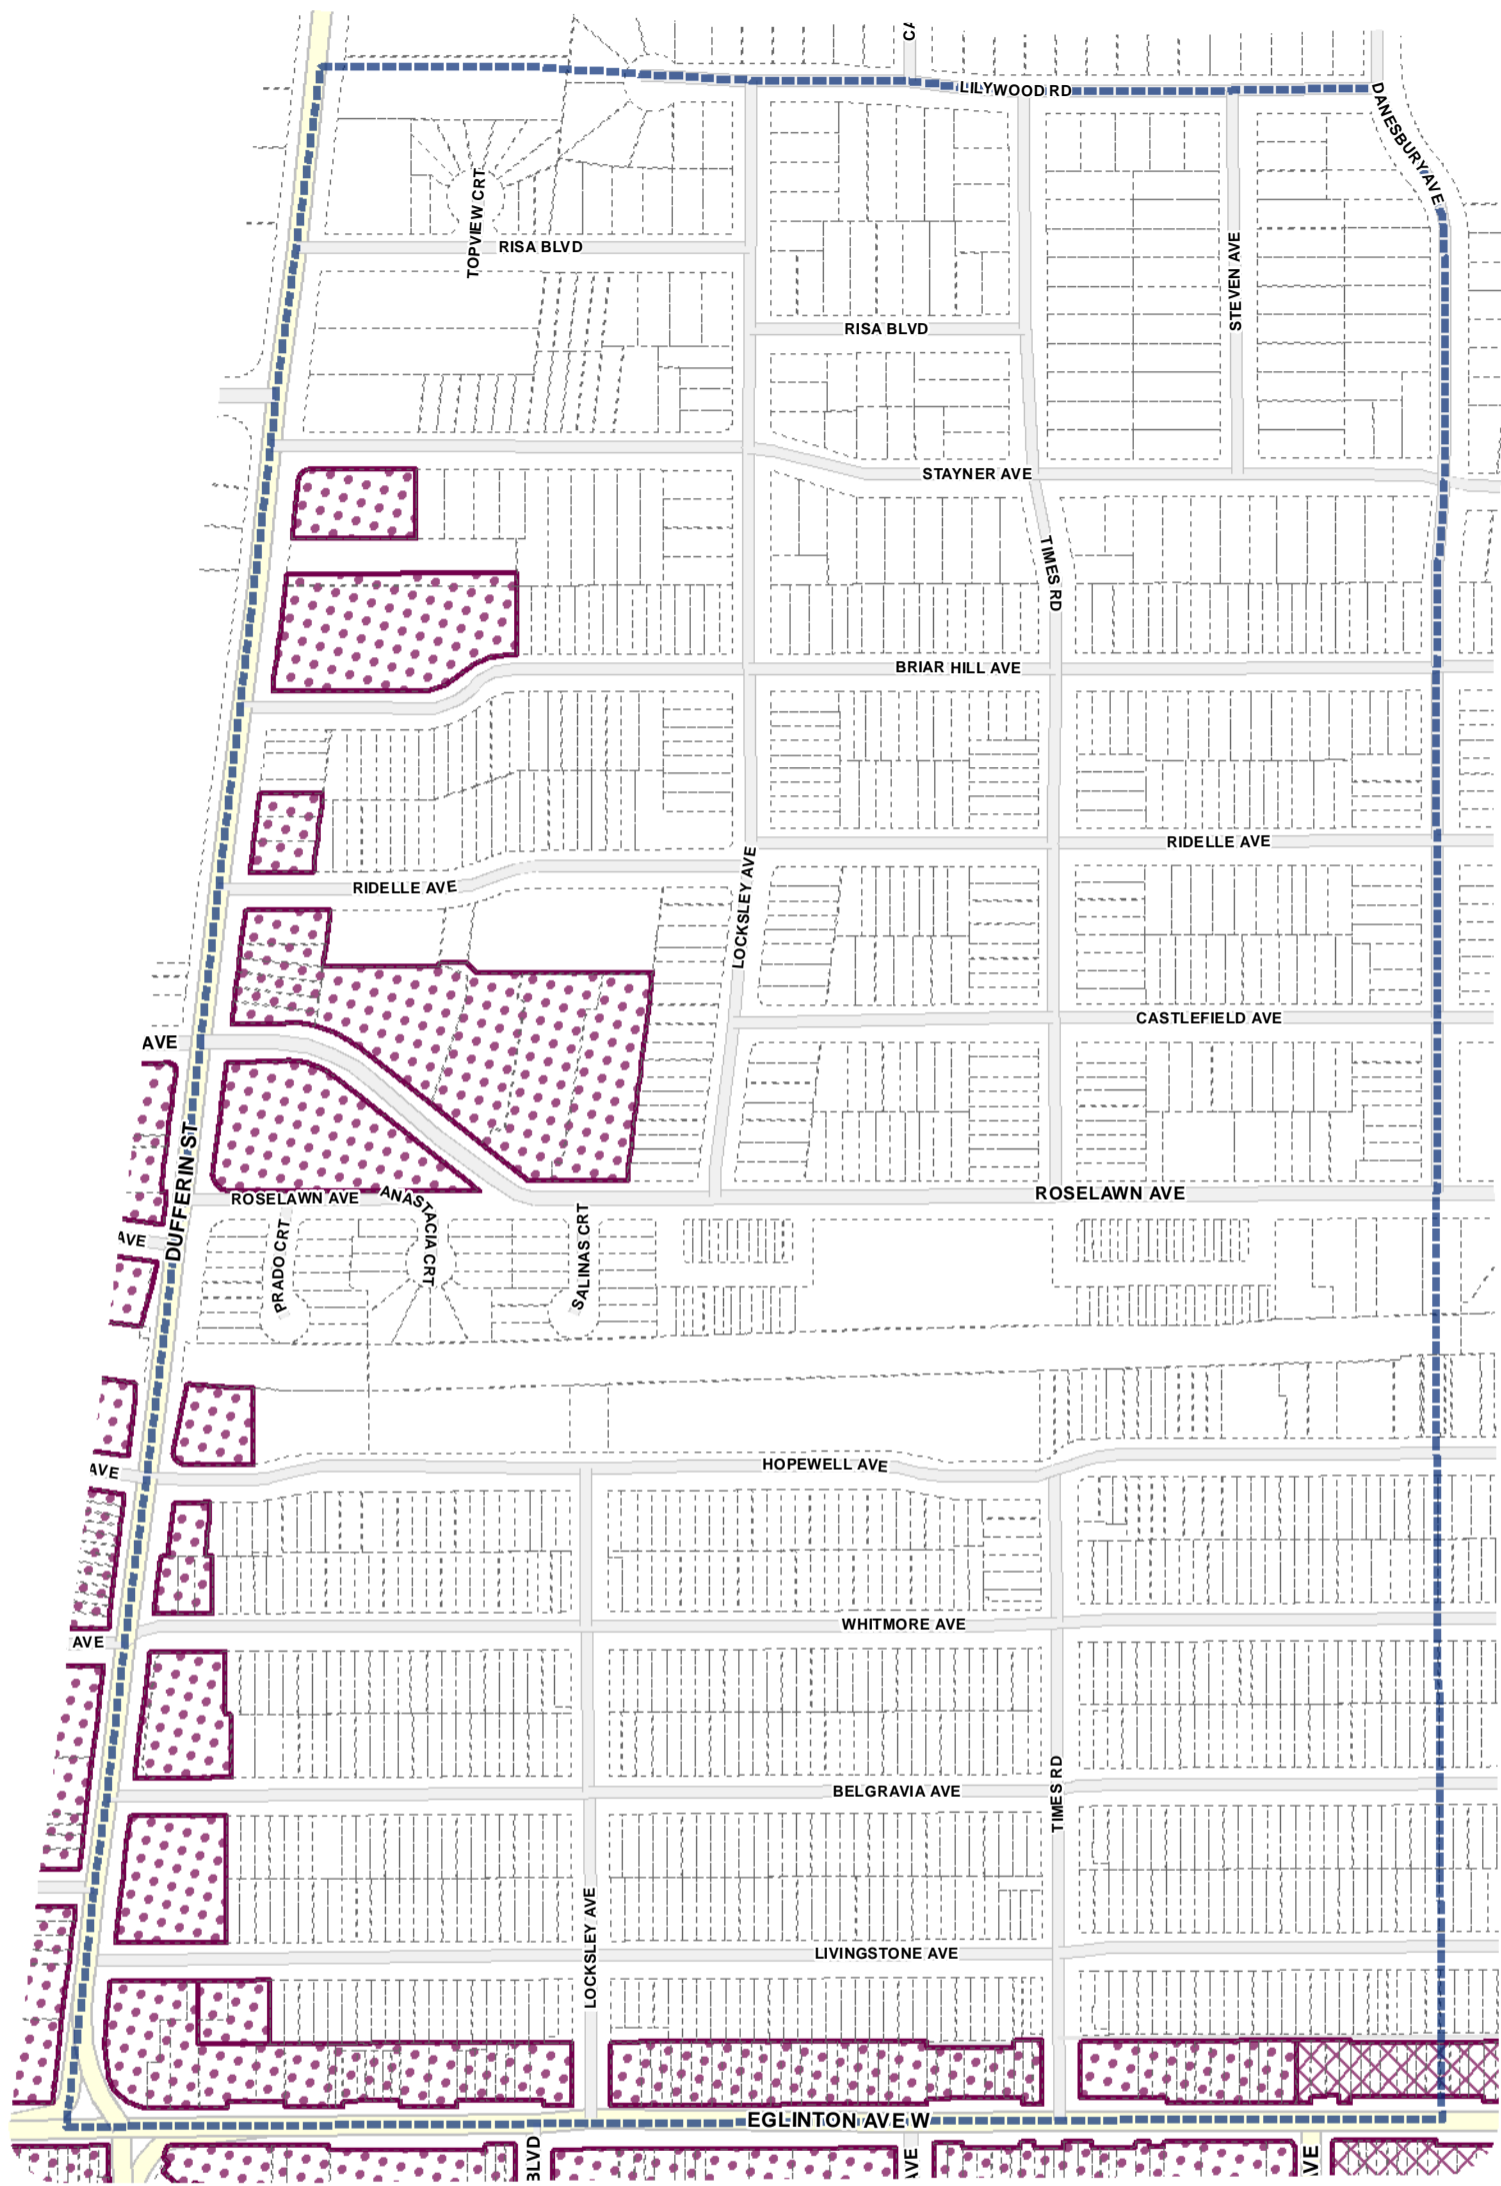 CA
LILYWOOD RD
DANESBURY AVE
TOPVIEW CRT
RISA BLVD
STEVEN AVE
RISA BLVD
STAYNER AVE
TIMES RD
BRIAR HILL AVE
RIDELLE AVE
RIDELLE AVE
LOCKSLEY AVE
CASTLEFIELD AVE
AVE
DUFFERIN ST
ROSELAWN AVE
ROSELAWN AVE
ANASTACIA CRT
PRADO CRT
SALINAS CRT
AVE
HOPEWELL AVE
AVE
WHITMORE AVE
AVE
BELGRAVIA AVE
TIMES RD
LOCKSLEY AVE
LIVINGSTONE AVE
EGLINTON AVE W
BLVD
AVE
AVE